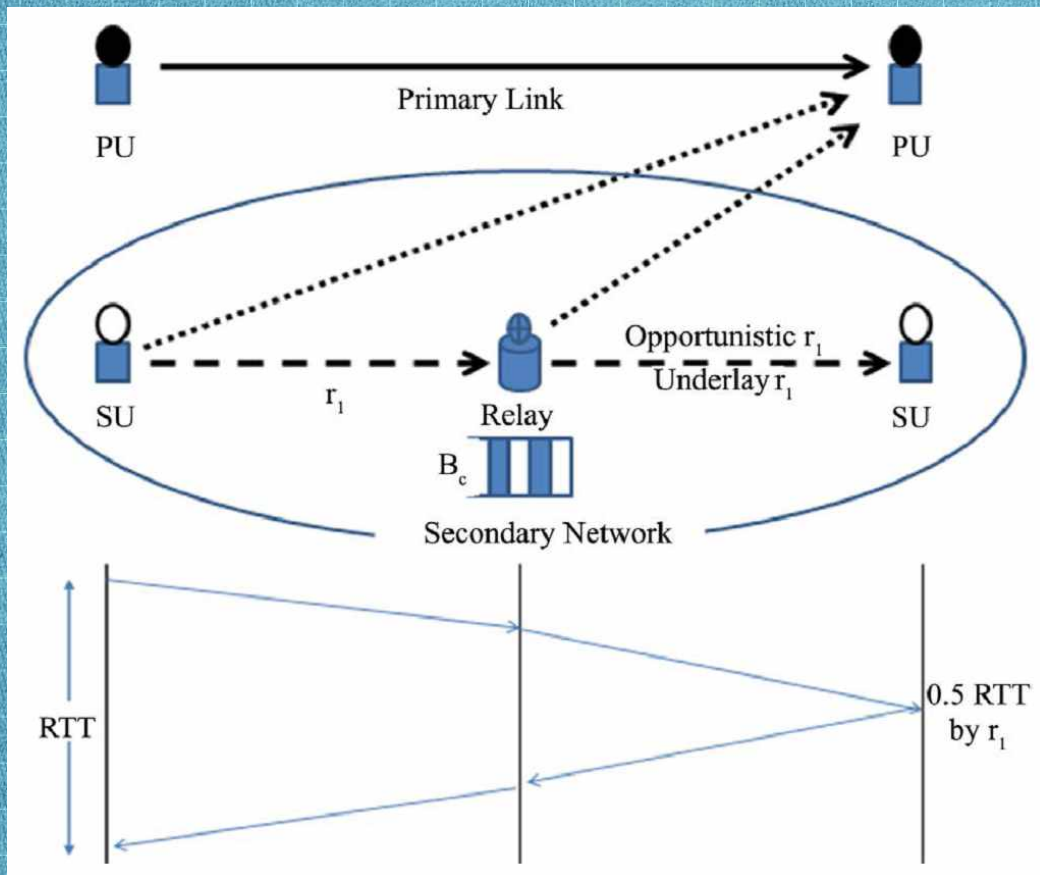 Primary Link
PU
PU
Opportunistic r₁
Underlay r₁
r₁
SU
Relay
SU
B_c
Secondary Network
RTT
0.5 RTT
by r₁